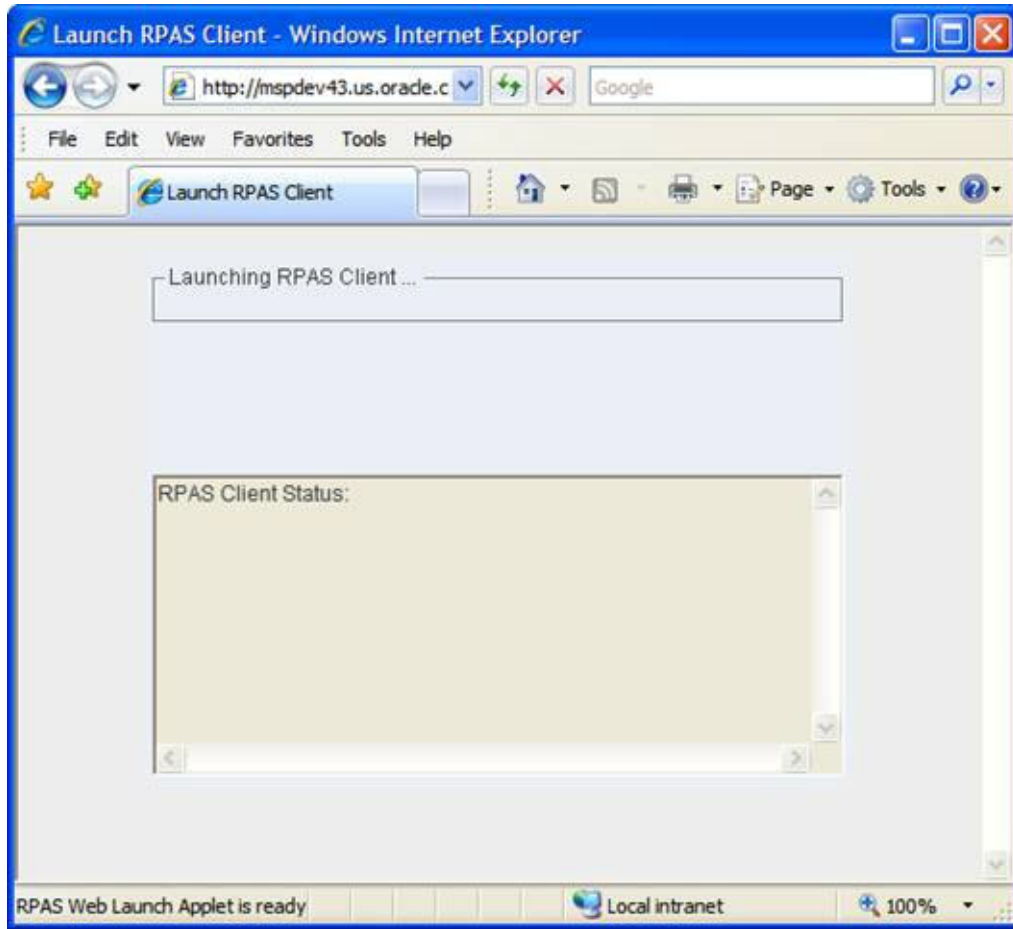 Launch RPAS Client - Windows Internet Explorer
http://mspdev43.us.oracle.c
Google
File Edit View Favorites Tools Help
Launch RPAS Client
Page Tools
Launching RPAS Client ...
RPAS Client Status:
RPAS Web Launch Applet is ready
Local intranet
100%